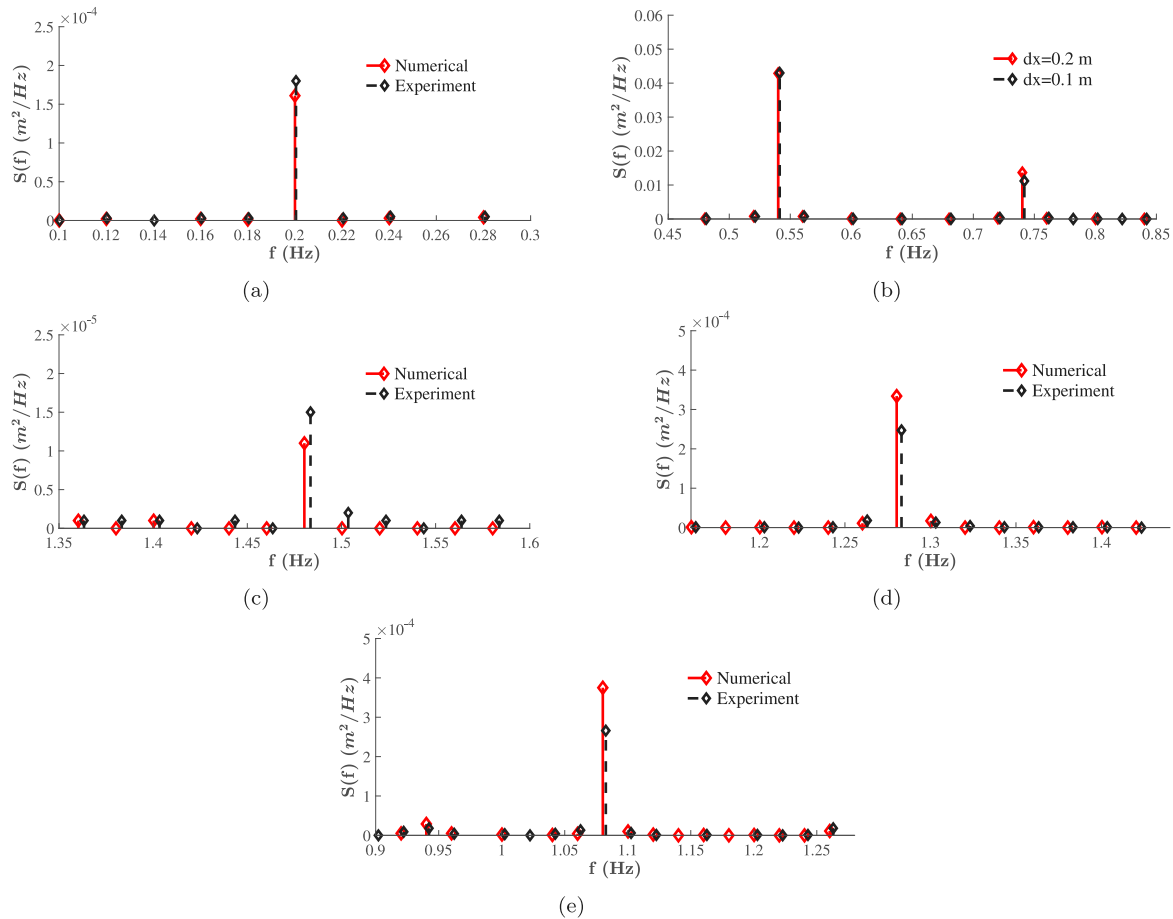 ×10⁻⁴
2.5
2
1.5
1
0.5
0
S(f) (m²/Hz)
Numerical
Experiment
0.1 0.12 0.14 0.16 0.18 0.2 0.22 0.24 0.26 0.28 0.3
f (Hz)
(a)
0.06
0.05
0.04
0.03
0.02
0.01
0
S(f) (m²/Hz)
dx=0.2 m
dx=0.1 m
0.45 0.5 0.55 0.6 0.65 0.7 0.75 0.8 0.85
f (Hz)
(b)
×10⁻⁵
2.5
2
1.5
1
0.5
0
S(f) (m²/Hz)
Numerical
Experiment
1.35 1.4 1.45 1.5 1.55 1.6
f (Hz)
(c)
×10⁻⁴
5
4
3
2
1
0
S(f) (m²/Hz)
Numerical
Experiment
1.2 1.25 1.3 1.35 1.4
f (Hz)
(d)
×10⁻⁴
5
4
3
2
1
0
S(f) (m²/Hz)
Numerical
Experiment
0.9 0.95 1 1.05 1.1 1.15 1.2 1.25
f (Hz)
(e)